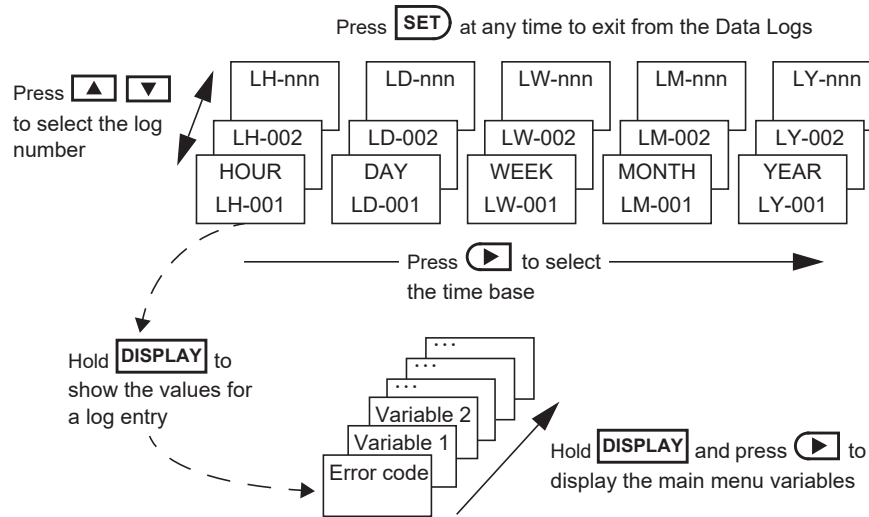 Press SET at any time to exit from the Data Logs
Press ▲ ▼
to select the log
number
LH-nnn LD-nnn LW-nnn LM-nnn LY-nnn
LH-002 LD-002 LW-002 LM-002 LY-002
HOUR DAY WEEK MONTH YEAR
LH-001 LD-001 LW-001 LM-001 LY-001
Press ► to select
the time base
Hold DISPLAY to
show the values for
a log entry
...
...
...
Variable 2
Variable 1
Error code
Hold DISPLAY and press ► to
display the main menu variables